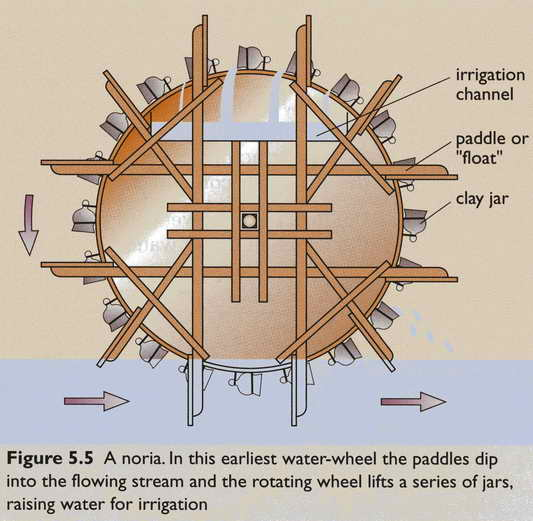 irrigation
channel
paddle or
"float"
clay jar
Figure 5.5 A noria. In this earliest water-wheel the paddles dip
into the flowing stream and the rotating wheel lifts a series of jars,
raising water for irrigation